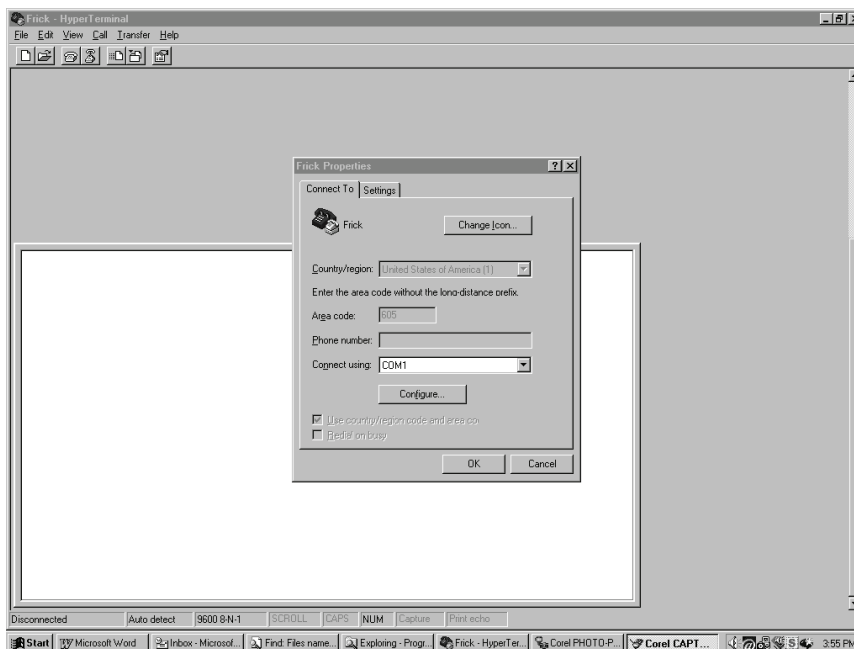 Frick - HyperTerminal
File Edit View Call Transfer Help
Frick Properties
Connect To Settings
Frick Change Icon...
Country/region: United States of America (1)
Enter the area code without the long-distance prefix.
Area code: 605
Phone number:
Connect using: COM1
Configure...
Use country/region code and area co
Redial on busy
OK Cancel
Disconnected Auto detect 9600 8-N-1 SCROLL CAPS NUM Capture Print echo
Start Microsoft Word Inbox - Microsof... Find: Files name... Exploring - Progr... Frick - HyperTer... Corel PHOTO-P... Corel CAPT... 3:55 PM